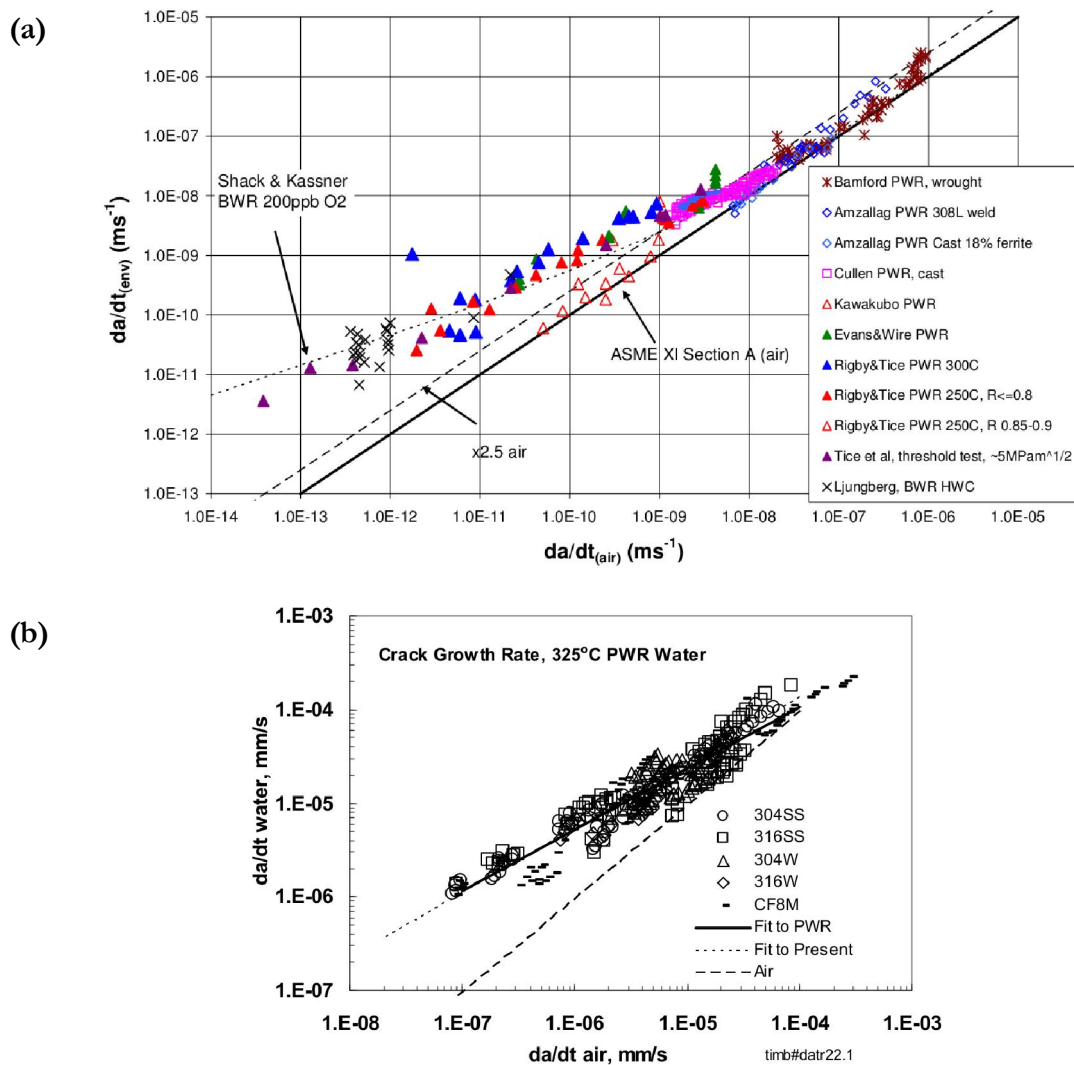 (a)
1.0E-05
1.0E-06
1.0E-07
1.0E-08
1.0E-09
1.0E-10
1.0E-11
1.0E-12
1.0E-13
da/dt(env) (ms-1)
Shack & Kassner
BWR 200ppb O2
ASME XI Section A (air)
x2.5 air
Bamford PWR, wrought
Amzallag PWR 308L weld
Amzallag PWR Cast 18% ferrite
Cullen PWR, cast
Kawakubo PWR
Evans&Wire PWR
Rigby&Tice PWR 300C
Rigby&Tice PWR 250C, R<=0.8
Rigby&Tice PWR 250C, R 0.85-0.9
Tice et al, threshold test, ~5MPam^1/2
Ljungberg, BWR HWC
1.0E-14 1.0E-13 1.0E-12 1.0E-11 1.0E-10 1.0E-09 1.0E-08 1.0E-07 1.0E-06 1.0E-05
da/dt(air) (ms-1)
(b)
1.E-03
1.E-04
1.E-05
1.E-06
1.E-07
da/dt water, mm/s
Crack Growth Rate, 325°C PWR Water
304SS
316SS
304W
316W
CF8M
Fit to PWR
Fit to Present
Air
1.E-08 1.E-07 1.E-06 1.E-05 1.E-04 1.E-03
da/dt air, mm/s
timb#datr22.1